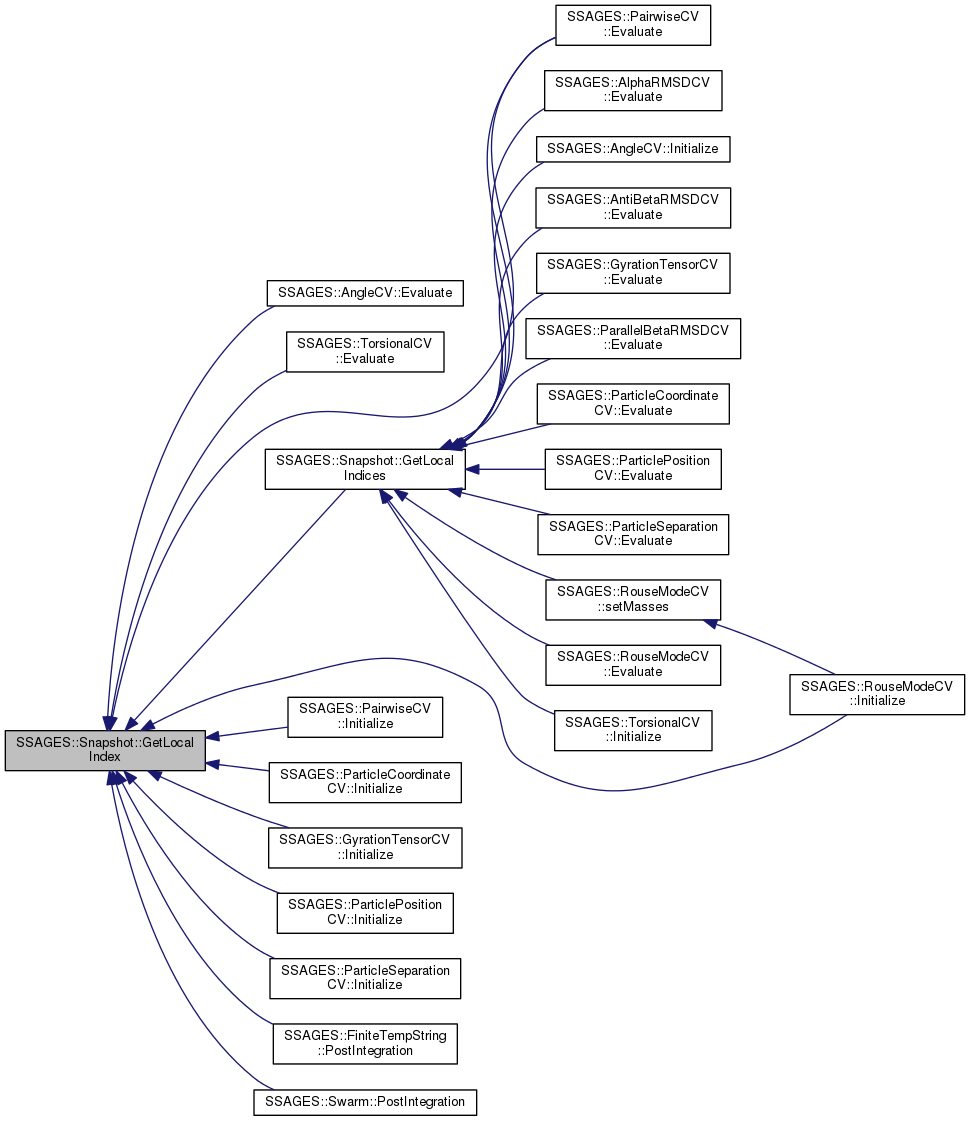 SSAGES::PairwiseCV
::Evaluate
SSAGES::AlphaRMSDCV
::Evaluate
SSAGES::AngleCV::Initialize
SSAGES::AntiBetaRMSDCV
::Evaluate
SSAGES::GyrationTensorCV
::Evaluate
SSAGES::AngleCV::Evaluate
SSAGES::ParallelBetaRMSDCV
::Evaluate
SSAGES::TorsionalCV
::Evaluate
SSAGES::ParticleCoordinate
CV::Evaluate
SSAGES::Snapshot::GetLocal
Indices
SSAGES::ParticlePosition
CV::Evaluate
SSAGES::ParticleSeparation
CV::Evaluate
SSAGES::RouseModeCV
::setMasses
SSAGES::RouseModeCV
::Evaluate
SSAGES::RouseModeCV
::Initialize
SSAGES::PairwiseCV
::Initialize
SSAGES::TorsionalCV
::Initialize
SSAGES::Snapshot::GetLocal
Index
SSAGES::ParticleCoordinate
CV::Initialize
SSAGES::GyrationTensorCV
::Initialize
SSAGES::ParticlePosition
CV::Initialize
SSAGES::ParticleSeparation
CV::Initialize
SSAGES::FiniteTempString
::PostIntegration
SSAGES::Swarm::PostIntegration